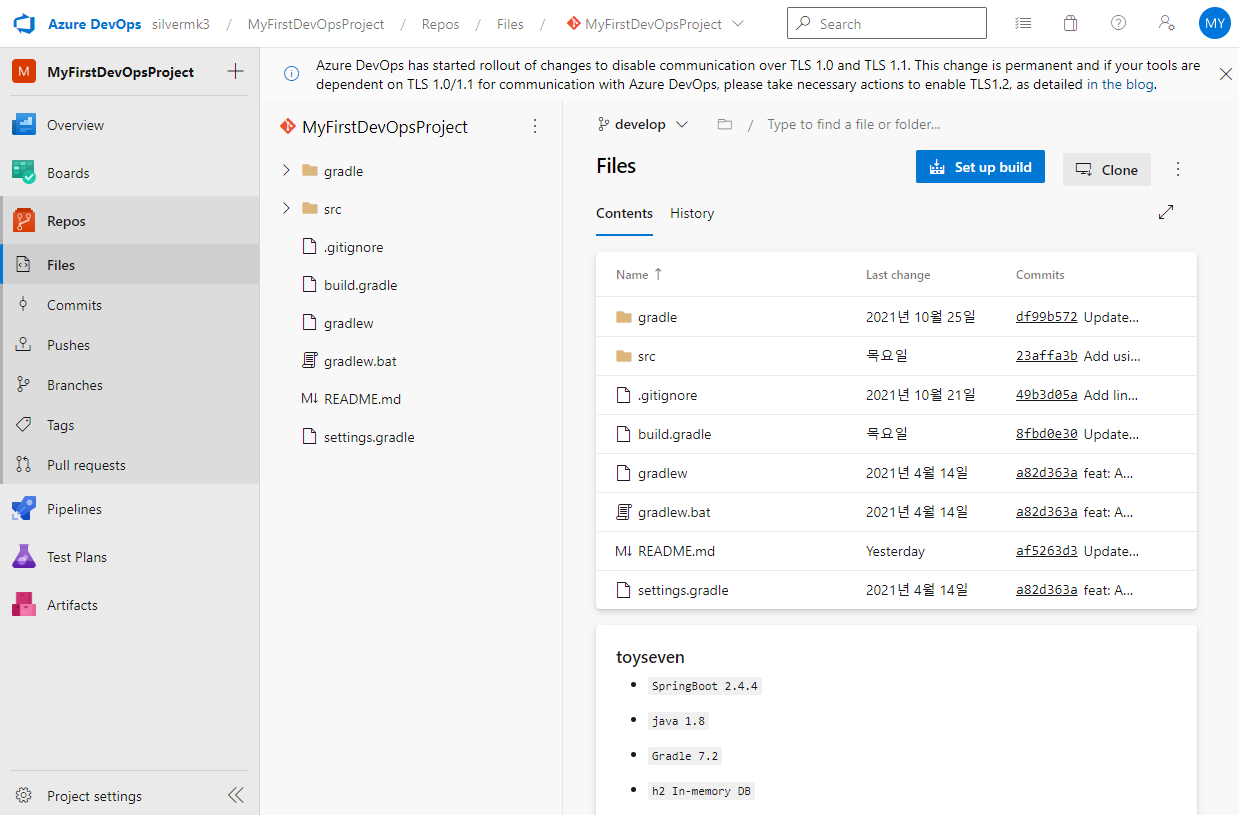 Azure DevOps silvermk3 / MyFirstDevOpsProject / Repos / Files / MyFirstDevOpsProject Search MY
M MyFirstDevOpsProject
Overview
Boards
Repos
Files
Commits
Pushes
Branches
Tags
Pull requests
Pipelines
Test Plans
Artifacts
Project settings
Azure DevOps has started rollout of changes to disable communication over TLS 1.0 and TLS 1.1. This change is permanent and if your tools are
dependent on TLS 1.0/1.1 for communication with Azure DevOps, please take necessary actions to enable TLS1.2, as detailed in the blog.
MyFirstDevOpsProject
gradle
src
.gitignore
build.gradle
gradlew
gradlew.bat
M↓ README.md
settings.gradle
develop / Type to find a file or folder...
Files Set up build Clone
Contents History
Name ↑ Last change Commits
gradle 2021년 10월 25일 df99b572 Update...
src 목요일 23affa3b Add usi...
.gitignore 2021년 10월 21일 49b3d05a Add lin...
build.gradle 목요일 8fbd0e30 Update...
gradlew 2021년 4월 14일 a82d363a feat: A...
gradlew.bat 2021년 4월 14일 a82d363a feat: A...
M↓ README.md Yesterday af5263d3 Update...
settings.gradle 2021년 4월 14일 a82d363a feat: A...
toyseven
• SpringBoot 2.4.4
• java 1.8
• Gradle 7.2
• h2 In-memory DB